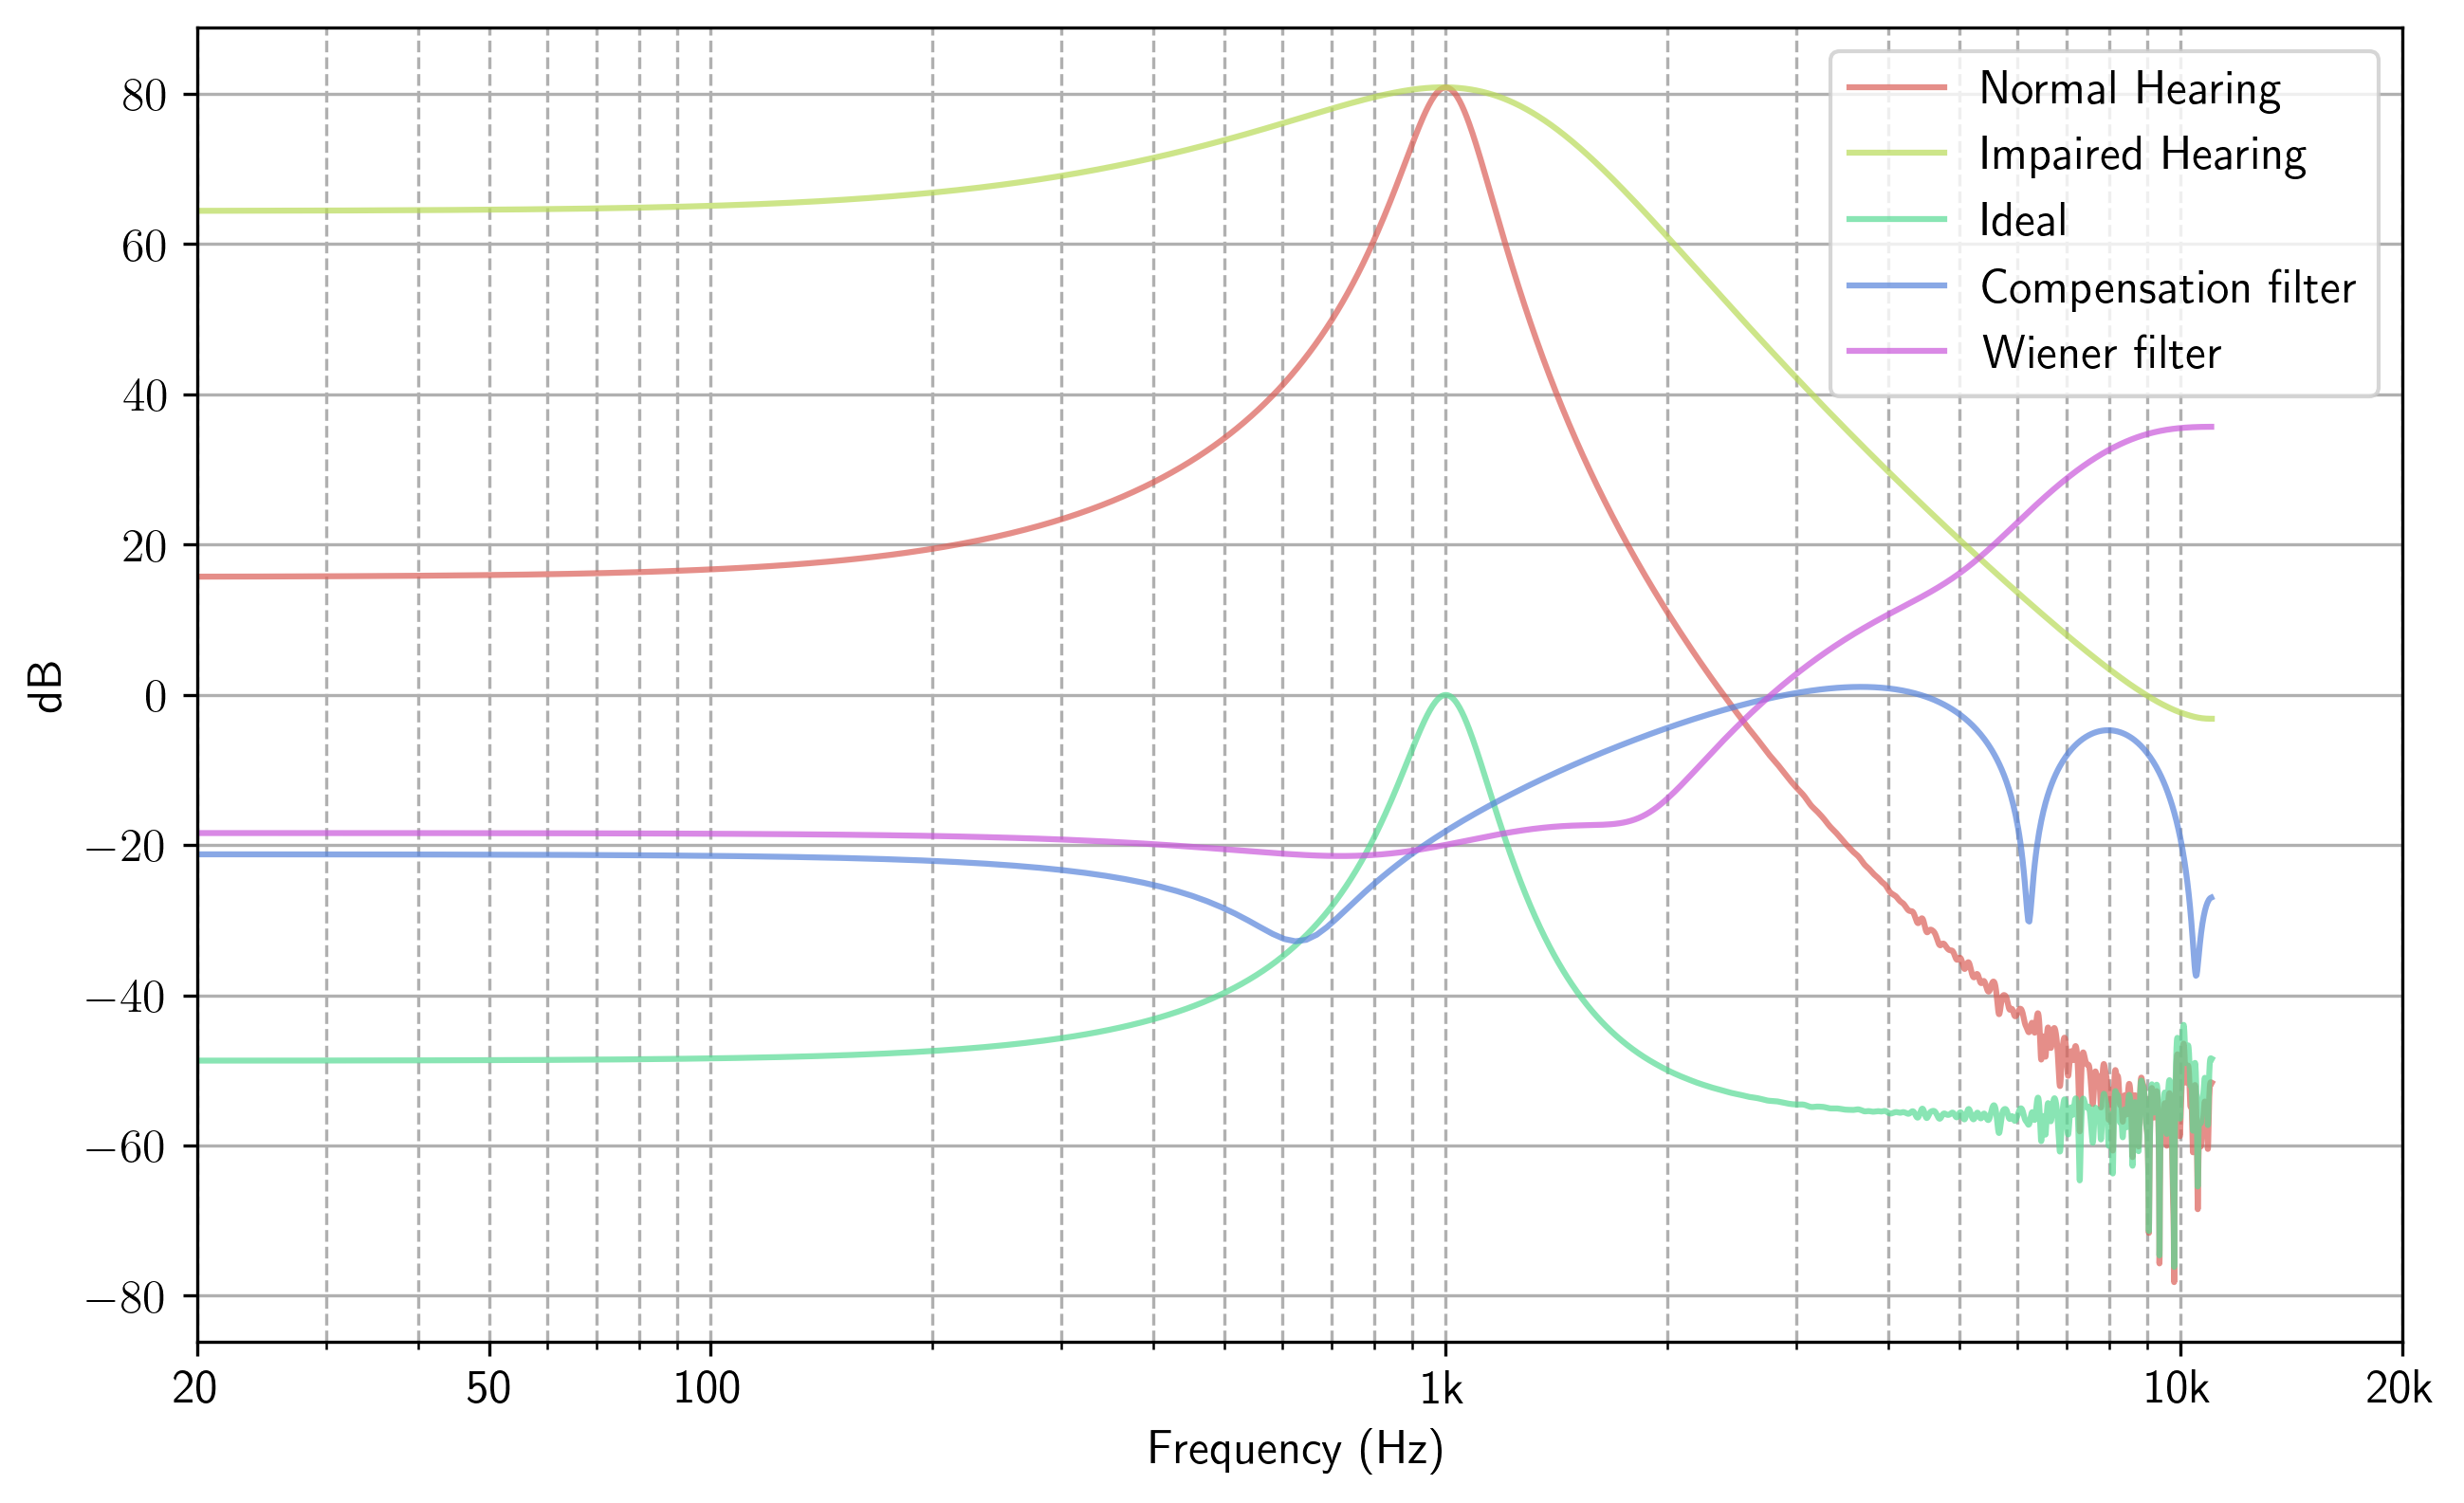 Normal Hearing
Impaired Hearing
Ideal
Compensation filter
Wiener filter
80
60
40
20
0
−20
−40
−60
−80
dB
20 50 100 1k 10k 20k
Frequency (Hz)